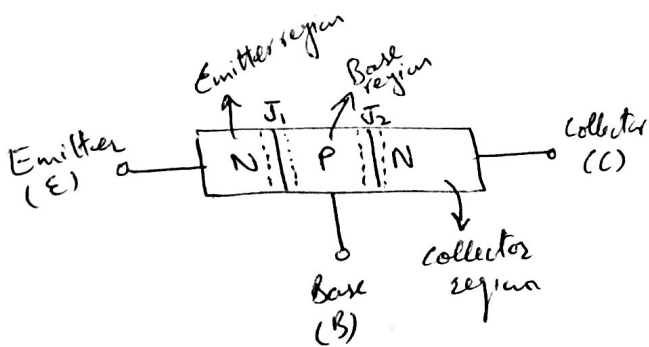 Emitter region
Base
region
J1
J2
Emitter
(E)
N
P
N
Collector
(C)
Base
(B)
Collector
region